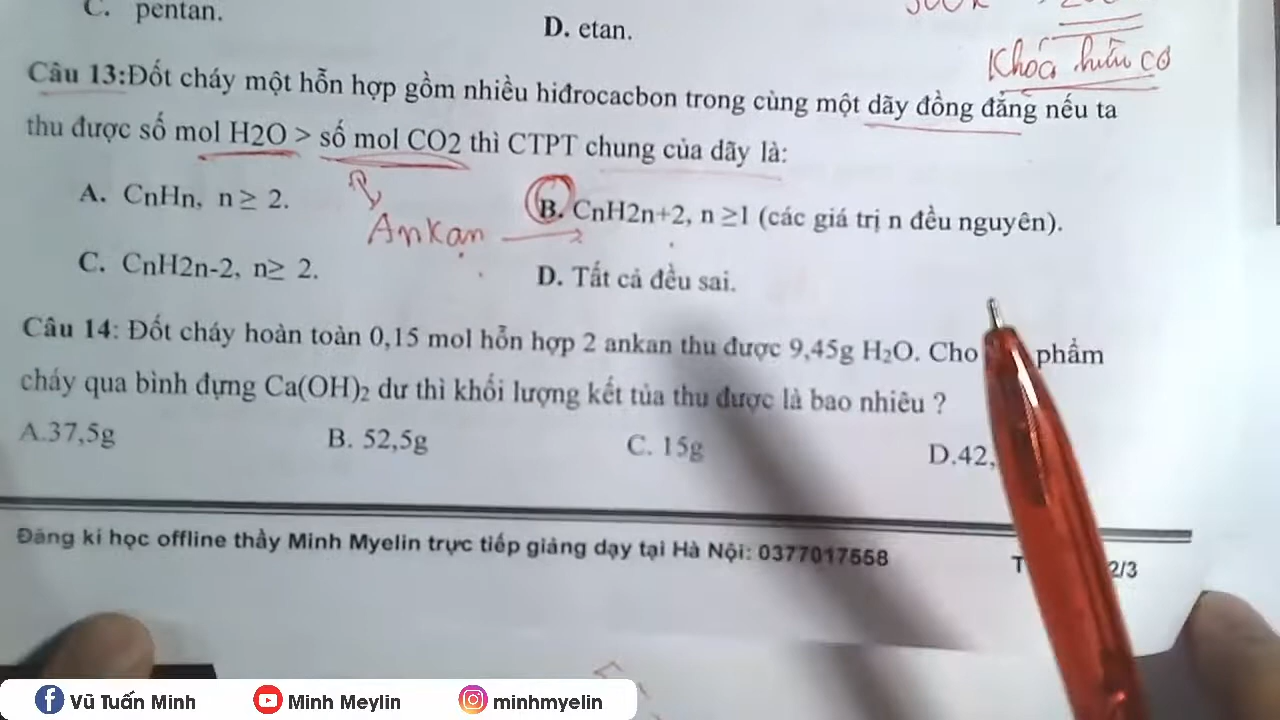 C. pentan.
D. etan.
Khoá hữu cơ
Câu 13:Đốt cháy một hỗn hợp gồm nhiều hiđrocacbon trong cùng một dãy đồng đẳng nếu ta
thu được số mol H2O > số mol CO2 thì CTPT chung của dãy là:
A. CnHn, n ≥ 2.
B. CnH2n+2, n ≥1 (các giá trị n đều nguyên).
Ankan
C. CnH2n-2, n≥ 2.
D. Tất cả đều sai.
Câu 14: Đốt cháy hoàn toàn 0,15 mol hỗn hợp 2 ankan thu được 9,45g H₂O. Cho phẩm
cháy qua bình đựng Ca(OH)₂ dư thì khối lượng kết tủa thu được là bao nhiêu ?
A.37,5g
B. 52,5g
C. 15g
D.42,
Đăng kí học offline thầy Minh Myelin trực tiếp giảng dạy tại Hà Nội: 0377017558
2/3
Vũ Tuấn Minh
Minh Meylin
minhmyelin